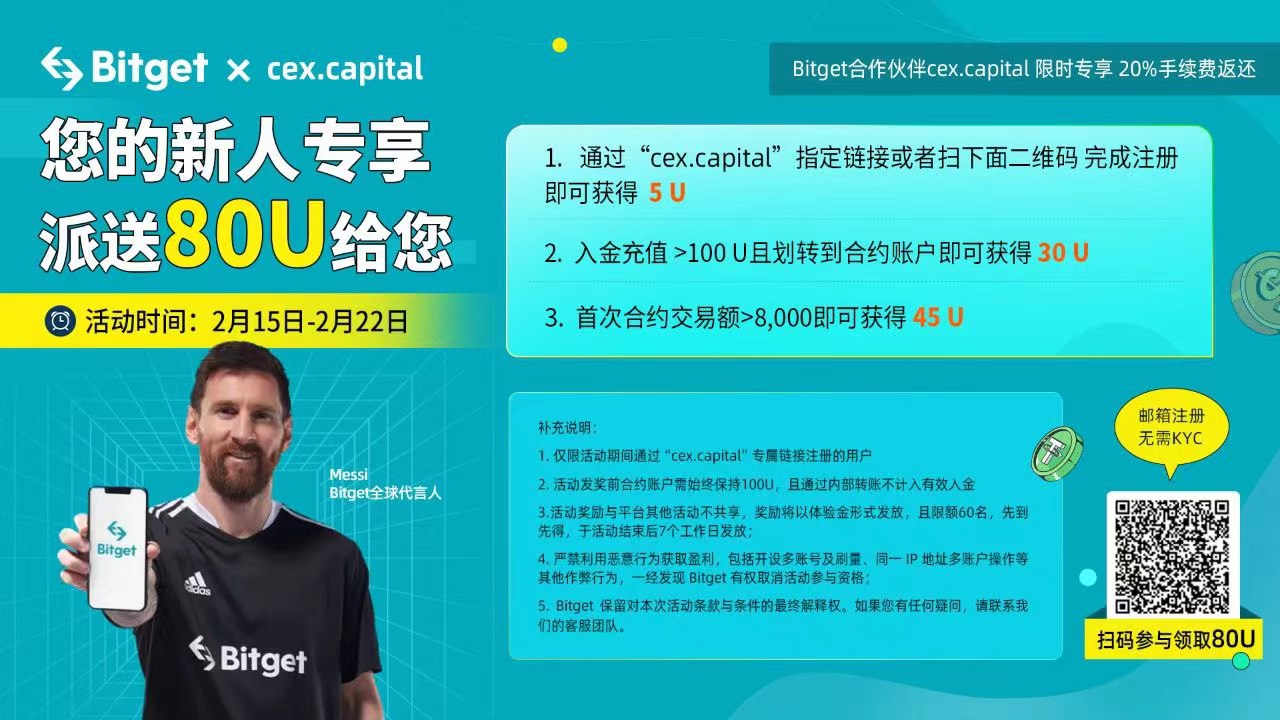 Bitget × cex.capital
Bitget合作伙伴cex.capital 限时专享 20%手续费返还
您的新人专享
派送80U给您
活动时间：2月15日-2月22日
1. 通过“cex.capital”指定链接或者扫下面二维码 完成注册
即可获得 5 U
2. 入金充值 >100 U且划转到合约账户即可获得 30 U
3. 首次合约交易额>8,000即可获得 45 U
Messi
Bitget全球代言人
Bitget
adidas
Bitget
补充说明：
1. 仅限活动期间通过“cex.capital”专属链接注册的用户
2. 活动发奖前合约账户需始终保持100U，且通过内部转账不计入有效入金
3.活动奖励与平台其他活动不共享，奖励将以体验金形式发放，且限额60名，先到
先得，于活动结束后7个工作日发放；
4. 严禁利用恶意行为获取盈利，包括开设多账号及刷量、同一 IP 地址多账户操作等
其他作弊行为，一经发现 Bitget 有权取消活动参与资格；
5. Bitget 保留对本次活动条款与条件的最终解释权。如果您有任何疑问，请联系我
们的客服团队。
邮箱注册
无需KYC
扫码参与领取80U